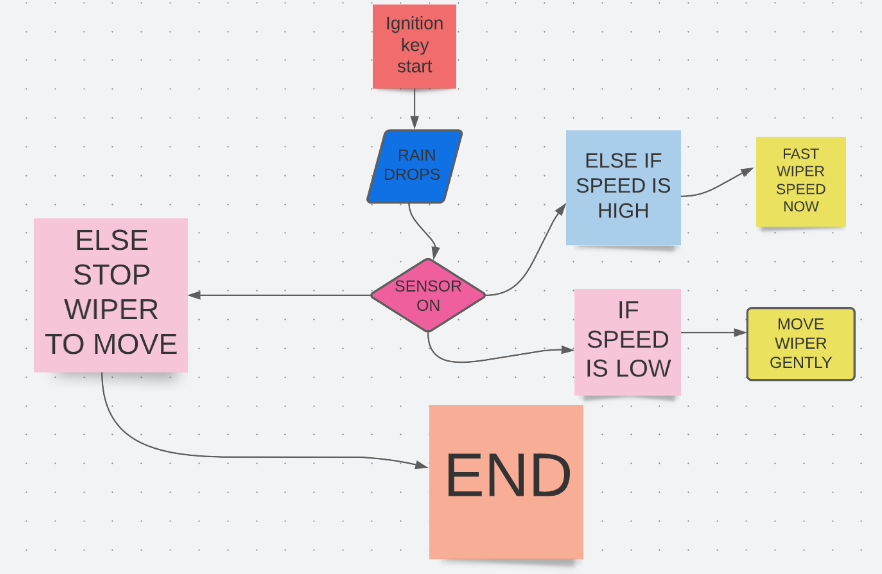 Ignition
key
start
RAIN
DROPS
SENSOR
ON
ELSE IF
SPEED IS
HIGH
FAST
WIPER
SPEED
NOW
IF
SPEED
IS LOW
MOVE
WIPER
GENTLY
ELSE
STOP
WIPER
TO MOVE
END